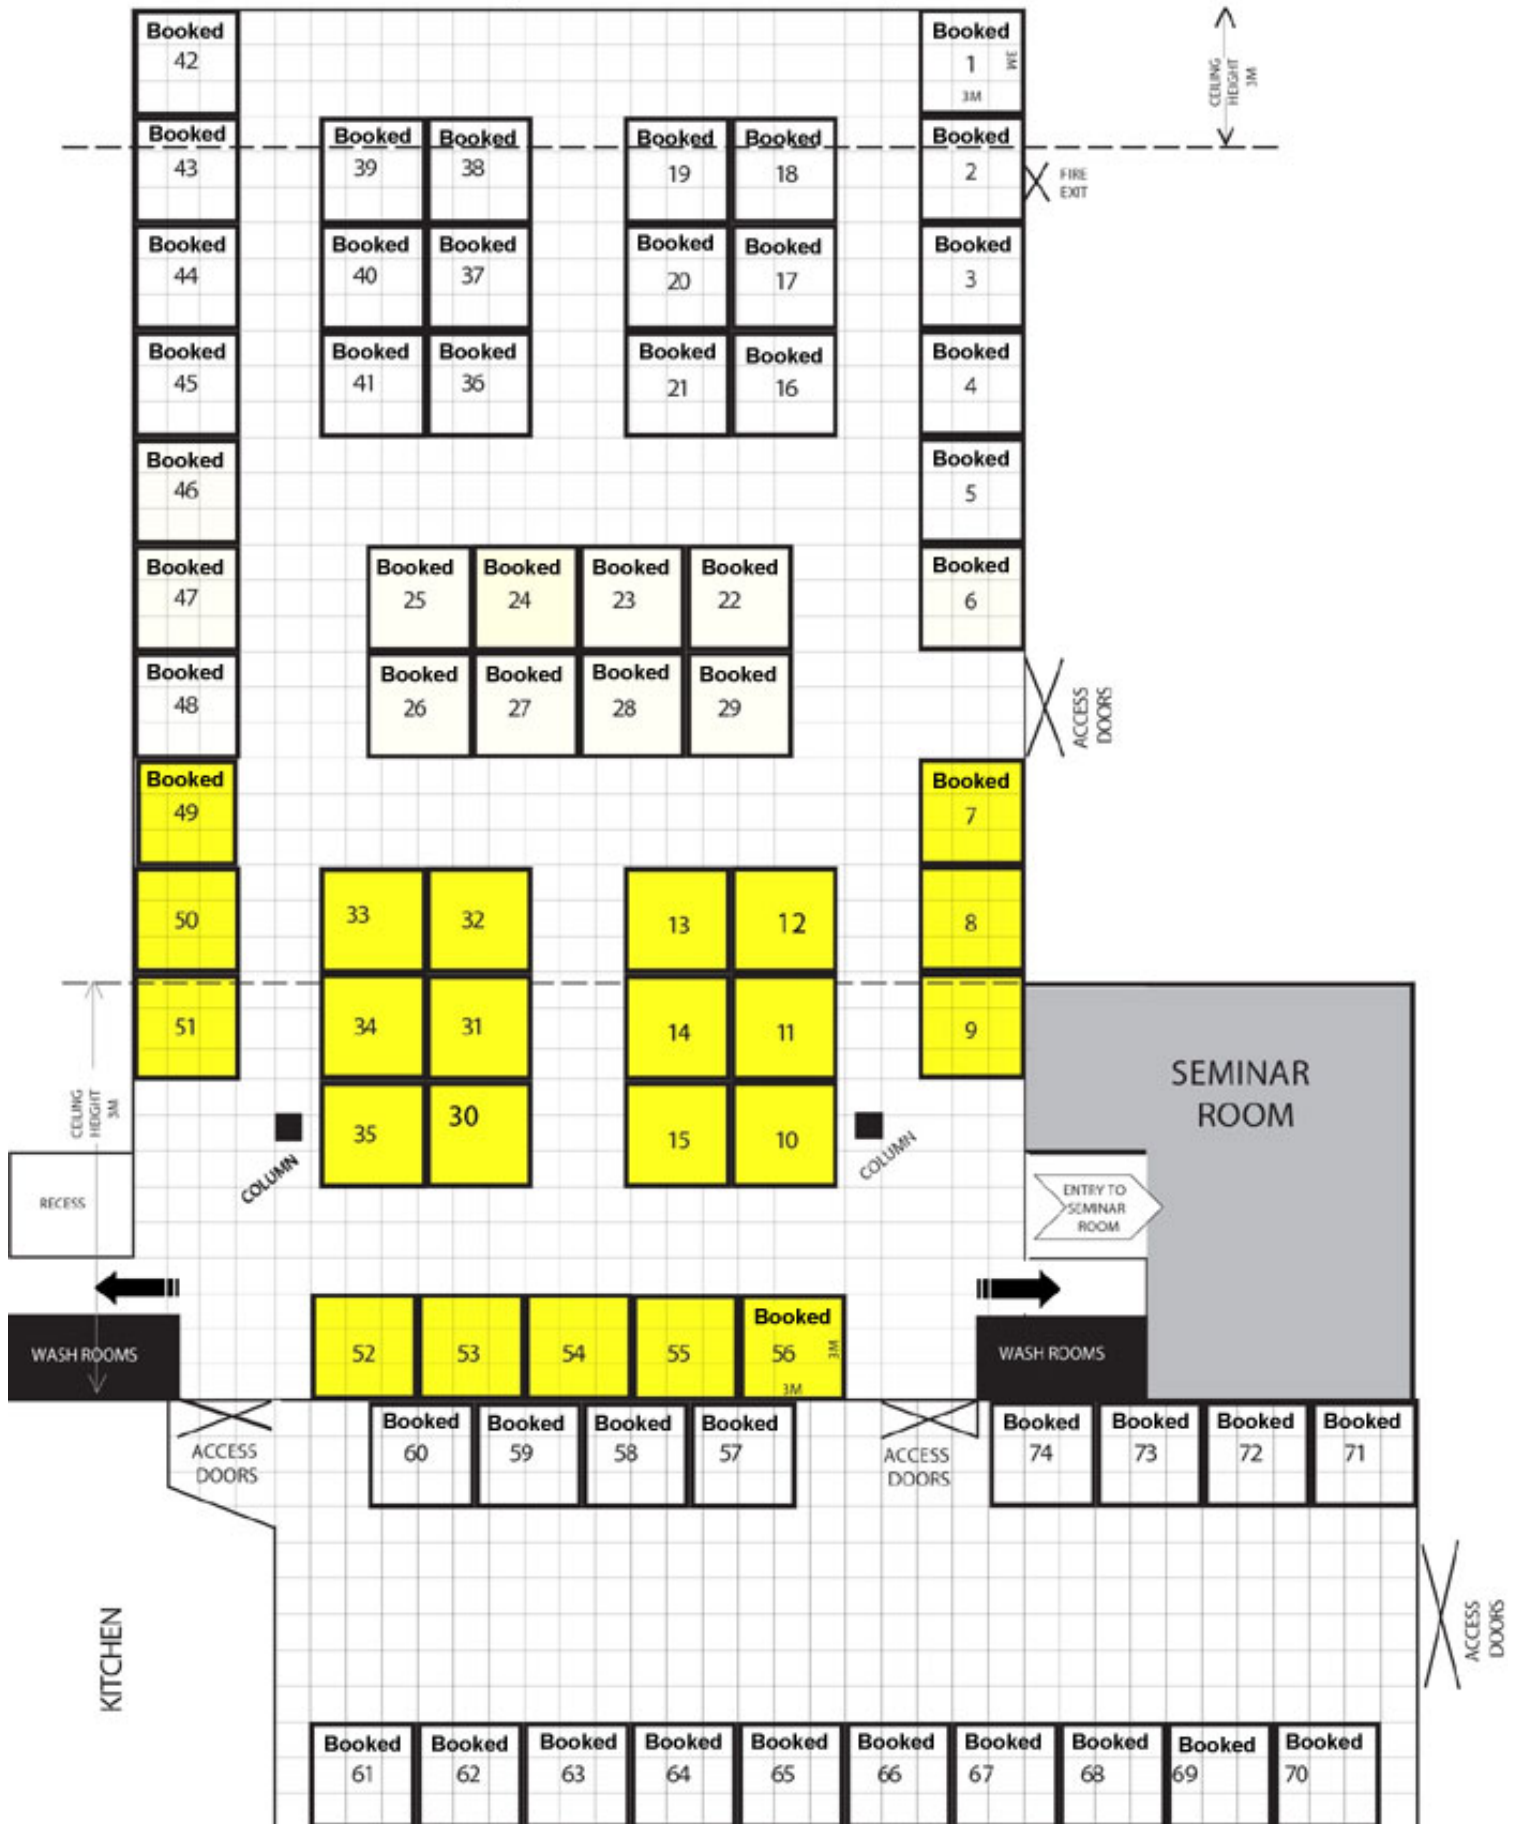 Booked
42
Booked
1
3M
3M
CEILING
HEIGHT
3M
Booked
43
Booked
39
Booked
38
Booked
19
Booked
18
Booked
2
FIRE
EXIT
Booked
44
Booked
40
Booked
37
Booked
20
Booked
17
Booked
3
Booked
45
Booked
41
Booked
36
Booked
21
Booked
16
Booked
4
Booked
46
Booked
5
Booked
47
Booked
25
Booked
24
Booked
23
Booked
22
Booked
6
Booked
48
Booked
26
Booked
27
Booked
28
Booked
29
ACCESS
DOORS
Booked
49
Booked
7
50
33
32
13
12
8
51
34
31
14
11
9
SEMINAR
ROOM
CEILING
HEIGHT
3M
35
30
15
10
COLUMN
COLUMN
RECESS
ENTRY TO
SEMINAR
ROOM
WASH ROOMS
52
53
54
55
Booked
56
3M
3M
WASH ROOMS
ACCESS
DOORS
Booked
60
Booked
59
Booked
58
Booked
57
ACCESS
DOORS
Booked
74
Booked
73
Booked
72
Booked
71
KITCHEN
ACCESS
DOORS
Booked
61
Booked
62
Booked
63
Booked
64
Booked
65
Booked
66
Booked
67
Booked
68
Booked
69
Booked
70